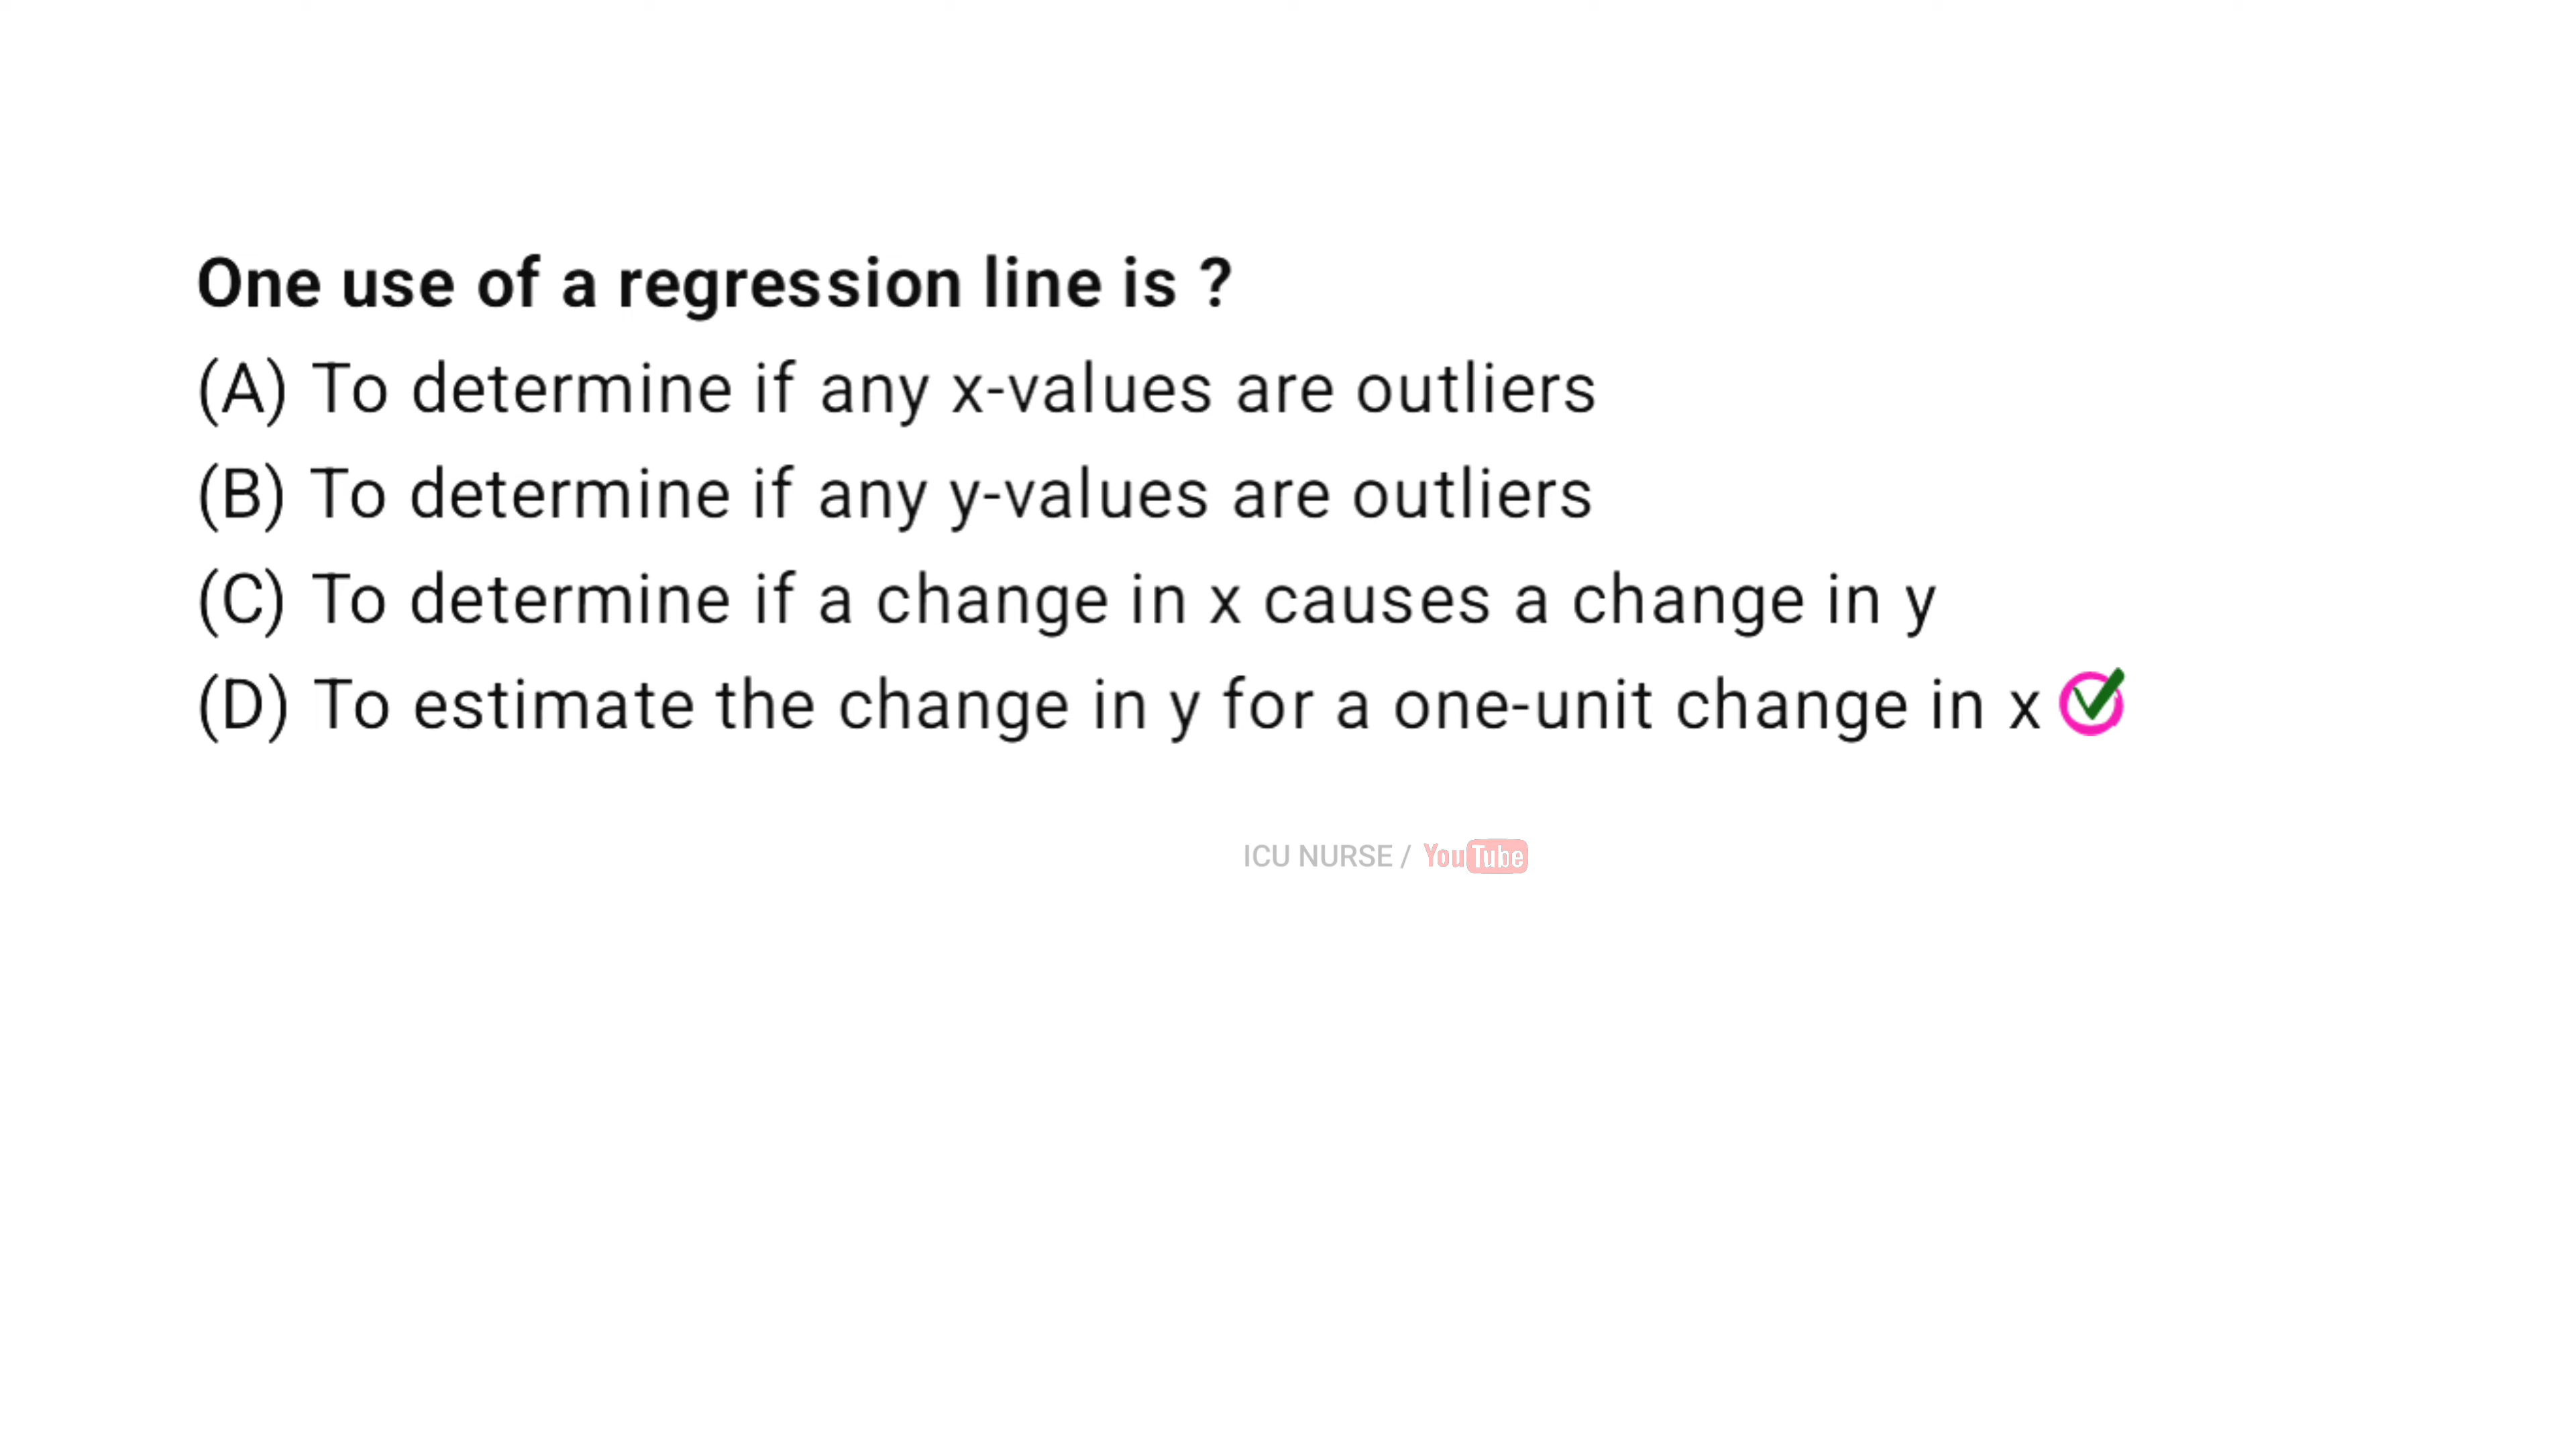 One use of a regression line is ?
(A) To determine if any x-values are outliers
(B) To determine if any y-values are outliers
(C) To determine if a change in x causes a change in y
(D) To estimate the change in y for a one-unit change in x
ICU NURSE / YouTube